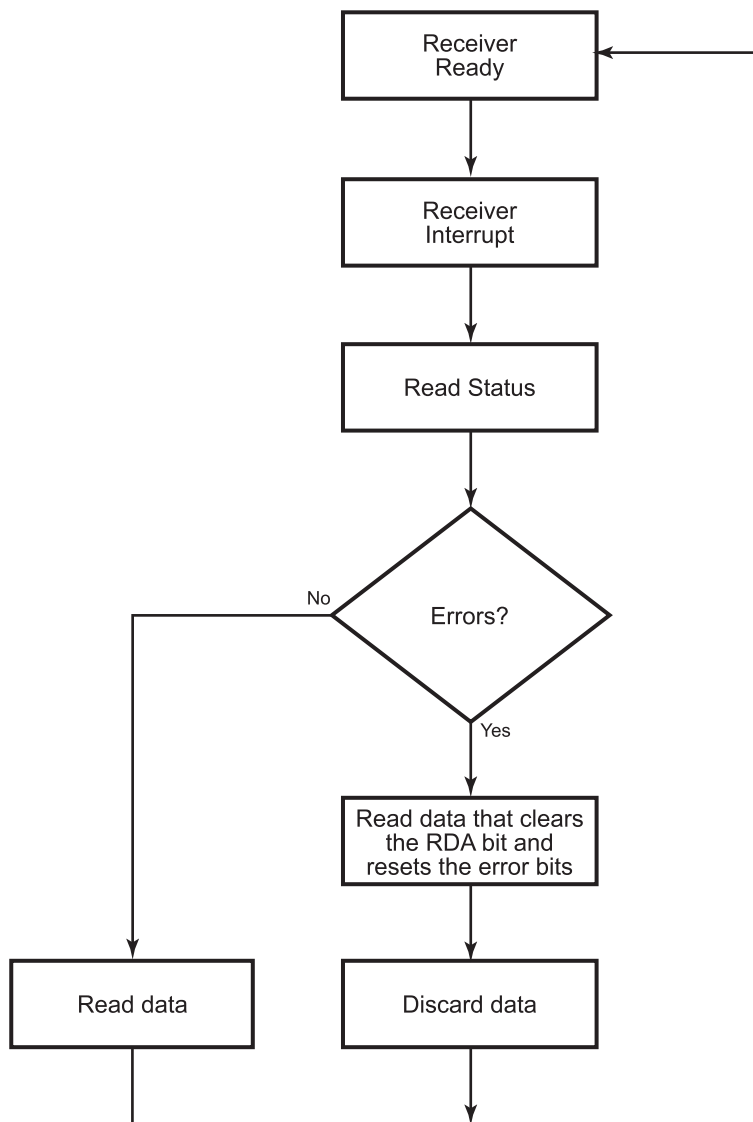 Receiver
Ready
Receiver
Interrupt
Read Status
Errors?
No
Yes
Read data that clears
the RDA bit and
resets the error bits
Read data
Discard data